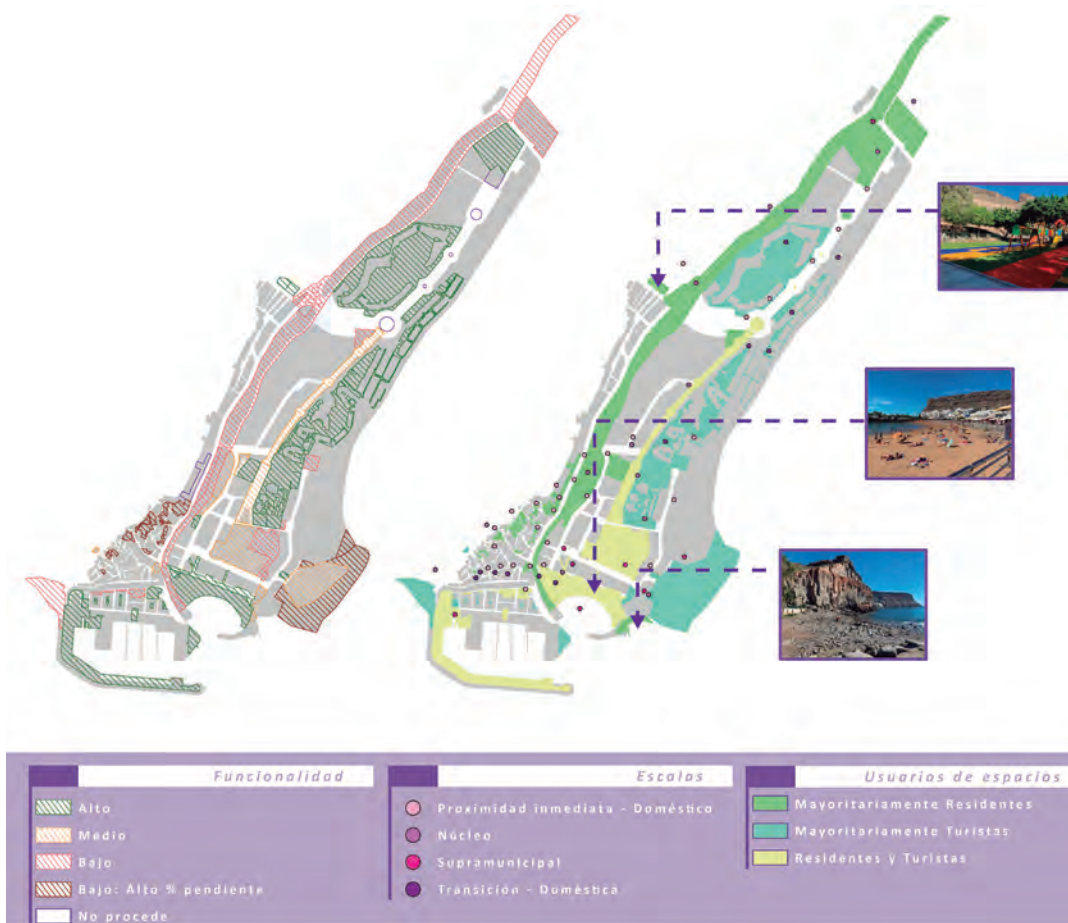 Funcionalidad
Alto
Medio
Bajo
Bajo: Alto % pendiente
No procede
Escalas
Proximidad inmediata - Doméstico
Núcleo
Supramunicipal
Transición - Doméstica
Usuarios de espacios
Mayoritariamente Residentes
Mayoritariamente Turistas
Residentes y Turistas